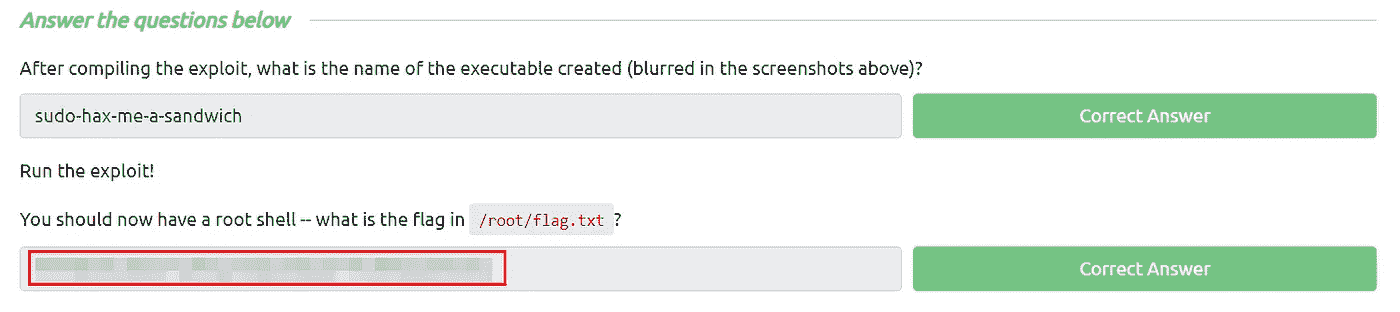 Answer the questions below
After compiling the exploit, what is the name of the executable created (blurred in the screenshots above)?
sudo-hax-me-a-sandwich Correct Answer
Run the exploit!
You should now have a root shell -- what is the flag in /root/flag.txt ?
Correct Answer